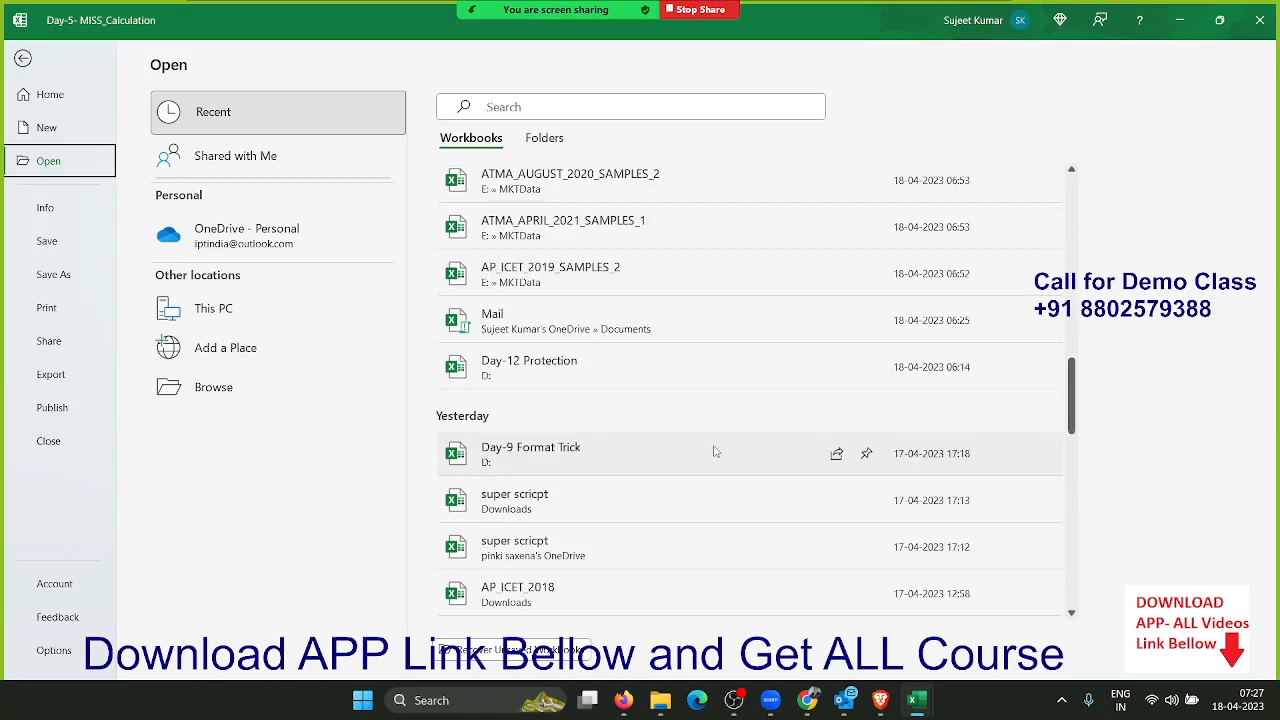 Day-5- MISS_Calculation
You are screen sharing
Stop Share
Sujeet Kumar
SK
?
Open
Home
New
Open
Info
Save
Save As
Print
Share
Export
Publish
Close
Account
Feedback
Options
Recent
Shared with Me
Personal
OneDrive - Personal
iptindia@outlook.com
Other locations
This PC
Add a Place
Browse
Search
Workbooks Folders
ATMA_AUGUST_2020_SAMPLES_2
E: » MKTData
18-04-2023 06:53
ATMA_APRIL_2021_SAMPLES_1
E: » MKTData
18-04-2023 06:53
AP_ICET_2019_SAMPLES_2
E: » MKTData
18-04-2023 06:52
Mail
Sujeet Kumar's OneDrive » Documents
18-04-2023 06:25
Day-12 Protection
D:
18-04-2023 06:14
Yesterday
Day-9 Format Trick
D:
17-04-2023 17:18
super scricpt
Downloads
17-04-2023 17:13
super scricpt
pinki saxena's OneDrive
17-04-2023 17:12
AP_ICET_2018
Downloads
17-04-2023 12:58
Recover Unsaved Workbooks
Call for Demo Class
+91 8802579388
DOWNLOAD
APP- ALL Videos
Link Bellow
Download APP Link Bellow and Get ALL Course
Search
zoom
ENG
IN
07:27
18-04-2023